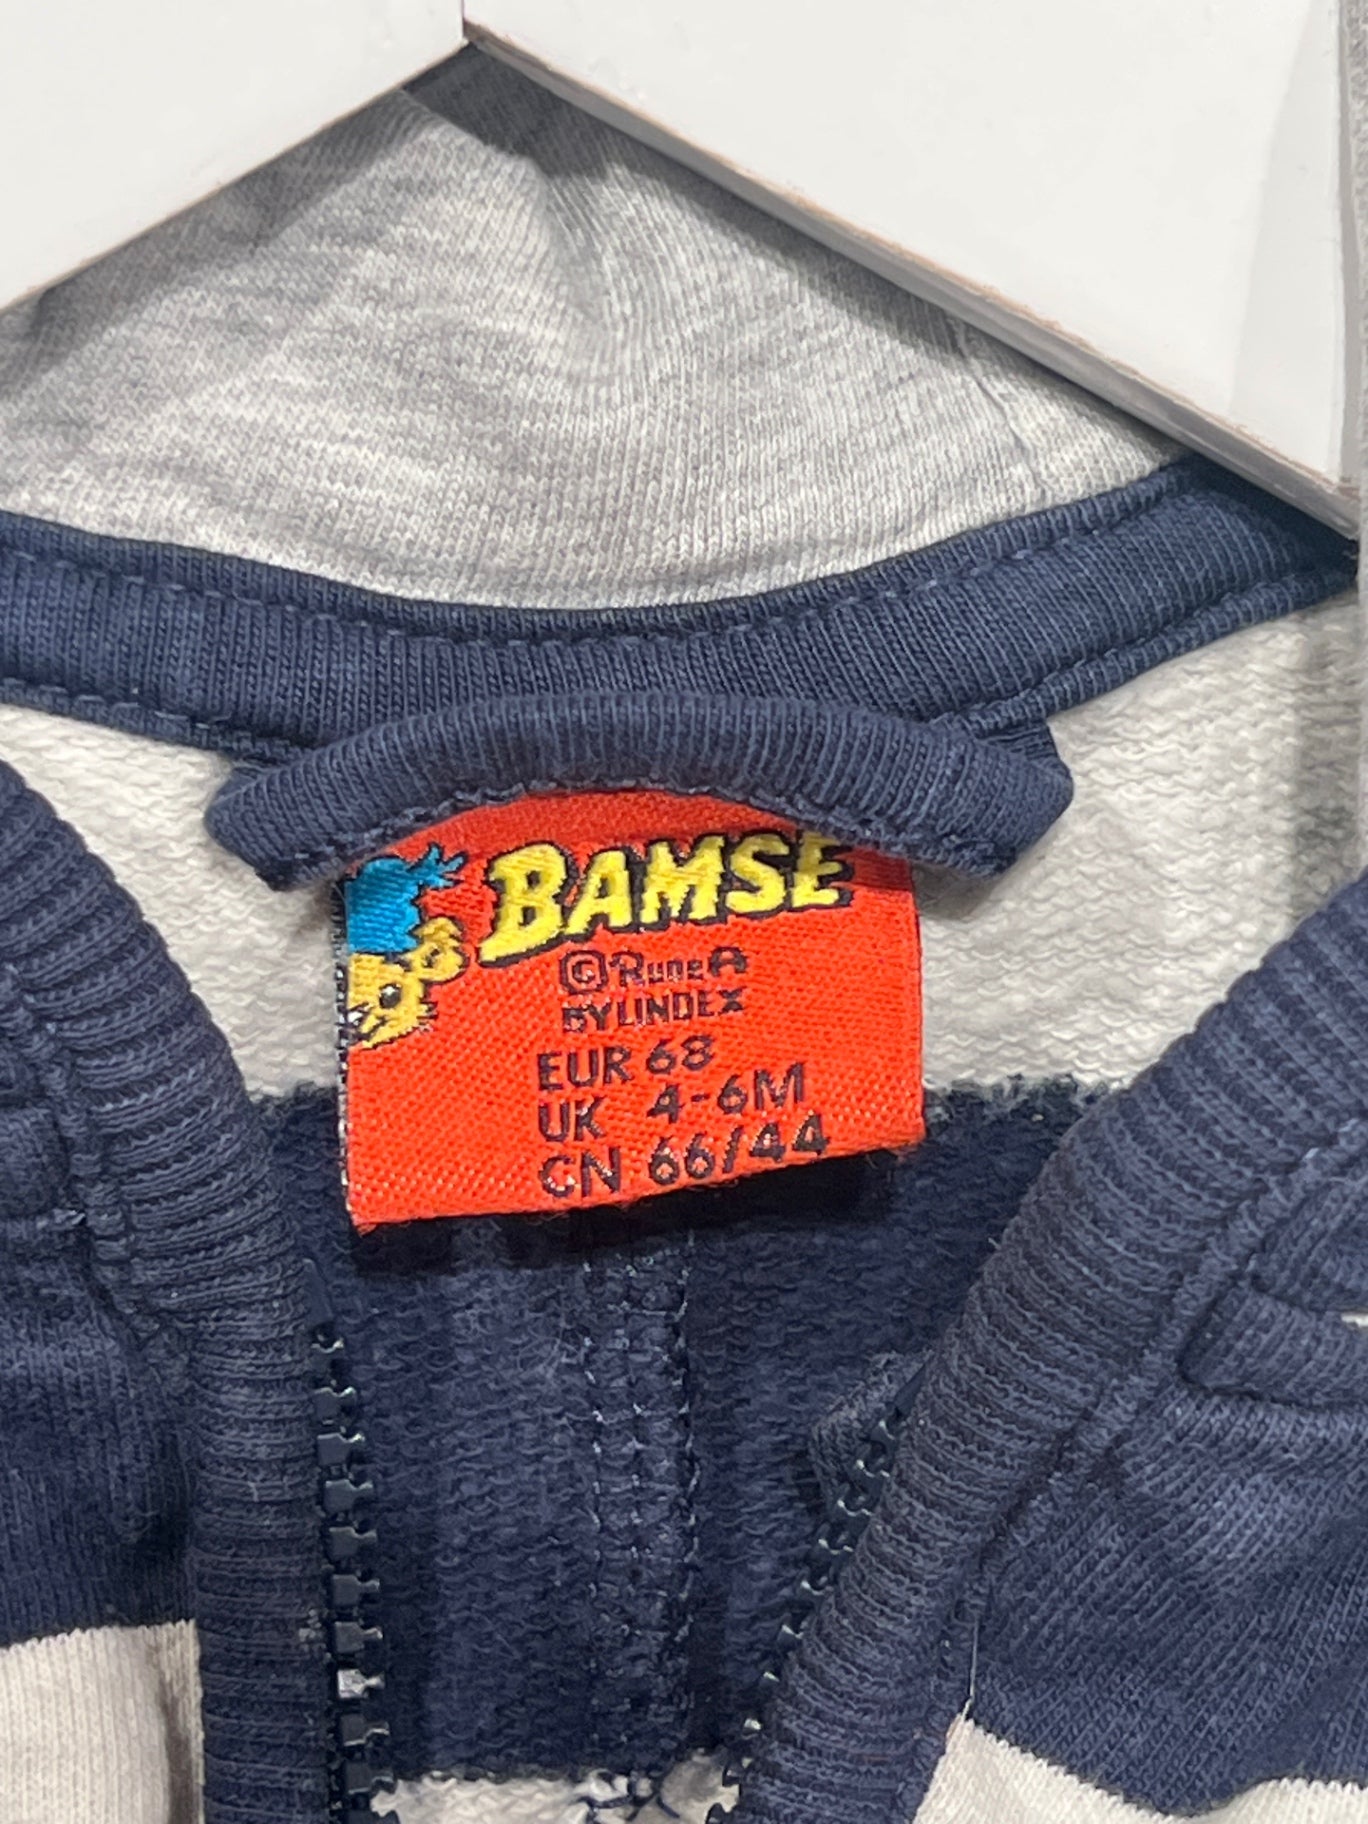 BAMSE
© Rune A
BY LINDEX
EUR 68
UK 4-6M
CN 66/44